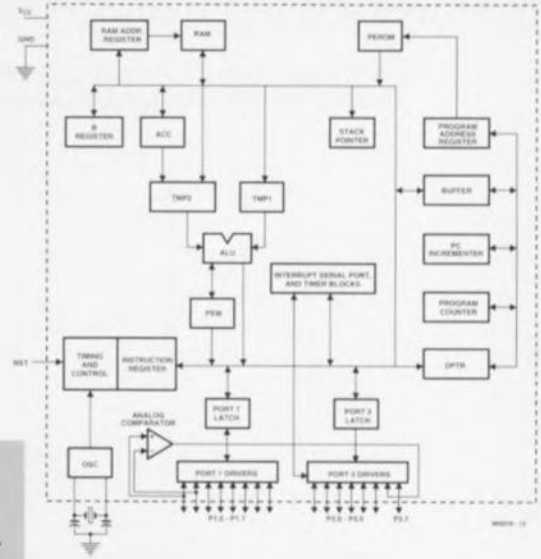 VCC
GND
RAM ADDR
REGISTER
RAM
PEROM
B
REGISTER
ACC
STACK
POINTER
PROGRAM
ADDRESS
REGISTER
TMP2
TMP1
BUFFER
ALU
PC
INCREMENTER
INTERRUPT SERIAL PORT,
AND TIMER BLOCKS
PSW
PROGRAM
COUNTER
RST
TIMING
AND
CONTROL
INSTRUCTION
REGISTER
DPTR
PORT 1
LATCH
PORT 3
LATCH
ANALOG
COMPARATOR
OSC
PORT 1 DRIVERS
PORT 3 DRIVERS
P1.0 - P1.7
P3.0 - P3.5
P3.7